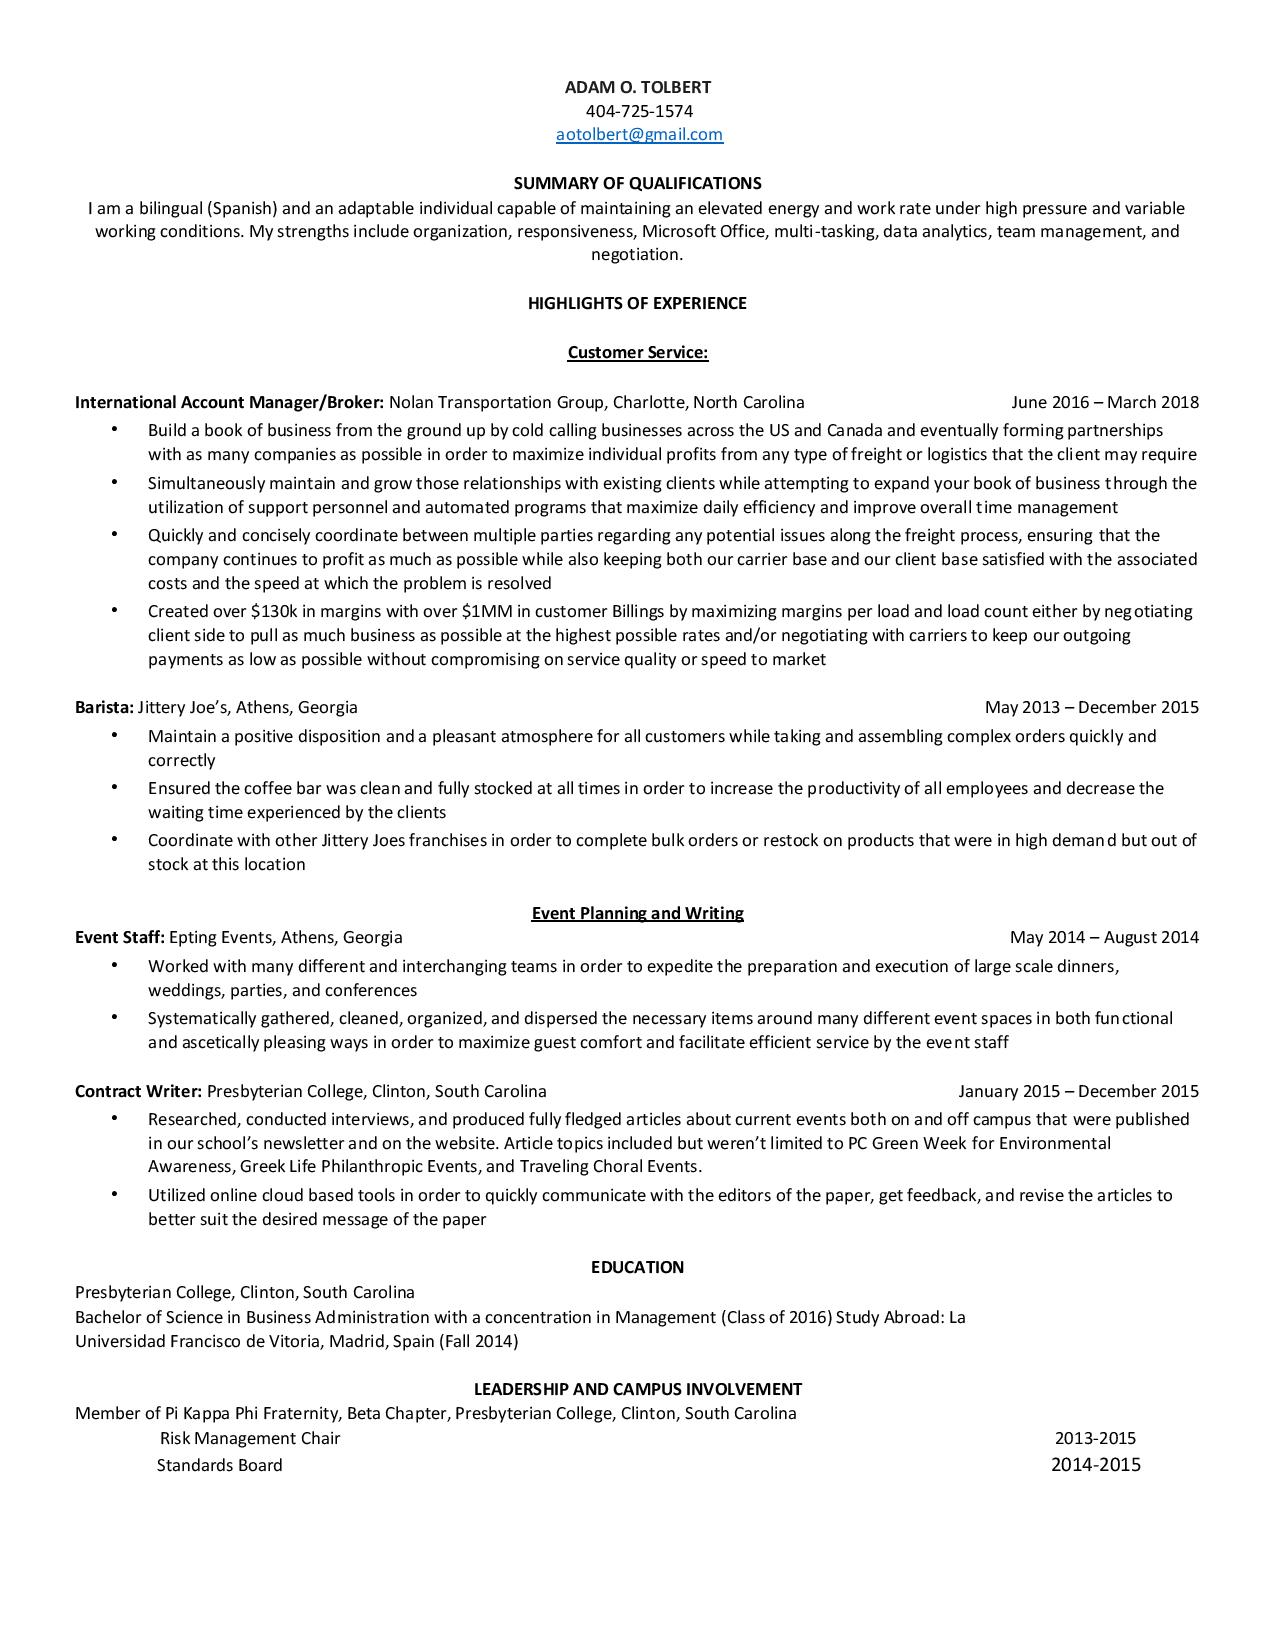 ADAM O. TOLBERT
404-725-1574
aotolbert@gmail.com
SUMMARY OF QUALIFICATIONS
I am a bilingual (Spanish) and an adaptable individual capable of maintaining an elevated energy and work rate under high pressure and variable
working conditions. My strengths include organization, responsiveness, Microsoft Office, multi-tasking, data analytics, team management, and
negotiation.
HIGHLIGHTS OF EXPERIENCE
Customer Service:
International Account Manager/Broker: Nolan Transportation Group, Charlotte, North Carolina June 2016 – March 2018
• Build a book of business from the ground up by cold calling businesses across the US and Canada and eventually forming partnerships
with as many companies as possible in order to maximize individual profits from any type of freight or logistics that the client may require
• Simultaneously maintain and grow those relationships with existing clients while attempting to expand your book of business through the
utilization of support personnel and automated programs that maximize daily efficiency and improve overall time management
• Quickly and concisely coordinate between multiple parties regarding any potential issues along the freight process, ensuring that the
company continues to profit as much as possible while also keeping both our carrier base and our client base satisfied with the associated
costs and the speed at which the problem is resolved
• Created over $130k in margins with over $1MM in customer Billings by maximizing margins per load and load count either by negotiating
client side to pull as much business as possible at the highest possible rates and/or negotiating with carriers to keep our outgoing
payments as low as possible without compromising on service quality or speed to market
Barista: Jittery Joe’s, Athens, Georgia May 2013 – December 2015
• Maintain a positive disposition and a pleasant atmosphere for all customers while taking and assembling complex orders quickly and
correctly
• Ensured the coffee bar was clean and fully stocked at all times in order to increase the productivity of all employees and decrease the
waiting time experienced by the clients
• Coordinate with other Jittery Joes franchises in order to complete bulk orders or restock on products that were in high demand but out of
stock at this location
Event Planning and Writing
Event Staff: Epting Events, Athens, Georgia May 2014 – August 2014
• Worked with many different and interchanging teams in order to expedite the preparation and execution of large scale dinners,
weddings, parties, and conferences
• Systematically gathered, cleaned, organized, and dispersed the necessary items around many different event spaces in both functional
and ascetically pleasing ways in order to maximize guest comfort and facilitate efficient service by the event staff
Contract Writer: Presbyterian College, Clinton, South Carolina January 2015 – December 2015
• Researched, conducted interviews, and produced fully fledged articles about current events both on and off campus that were published
in our school’s newsletter and on the website. Article topics included but weren’t limited to PC Green Week for Environmental
Awareness, Greek Life Philanthropic Events, and Traveling Choral Events.
• Utilized online cloud based tools in order to quickly communicate with the editors of the paper, get feedback, and revise the articles to
better suit the desired message of the paper
EDUCATION
Presbyterian College, Clinton, South Carolina
Bachelor of Science in Business Administration with a concentration in Management (Class of 2016) Study Abroad: La
Universidad Francisco de Vitoria, Madrid, Spain (Fall 2014)
LEADERSHIP AND CAMPUS INVOLVEMENT
Member of Pi Kappa Phi Fraternity, Beta Chapter, Presbyterian College, Clinton, South Carolina
Risk Management Chair 2013-2015
Standards Board 2014-2015